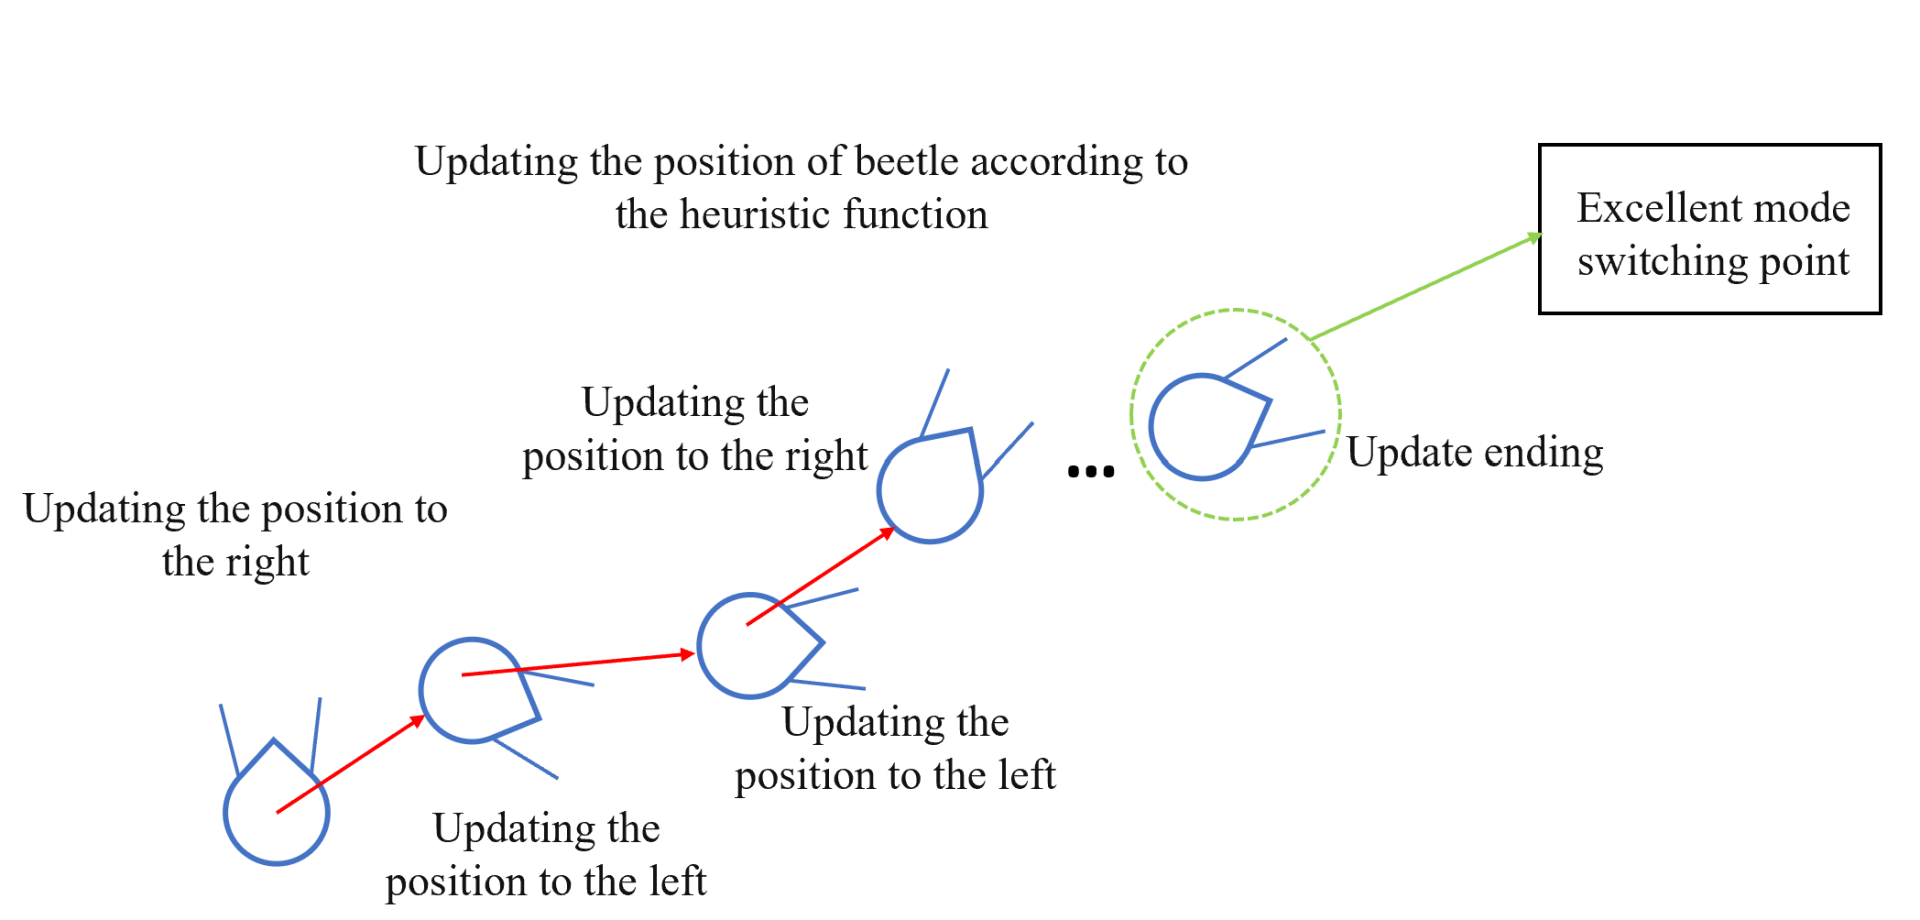 Updating the position of beetle according to
the heuristic function
Excellent mode
switching point
Updating the
position to the right
...
Update ending
Updating the position to
the right
Updating the
position to the left
Updating the
position to the left